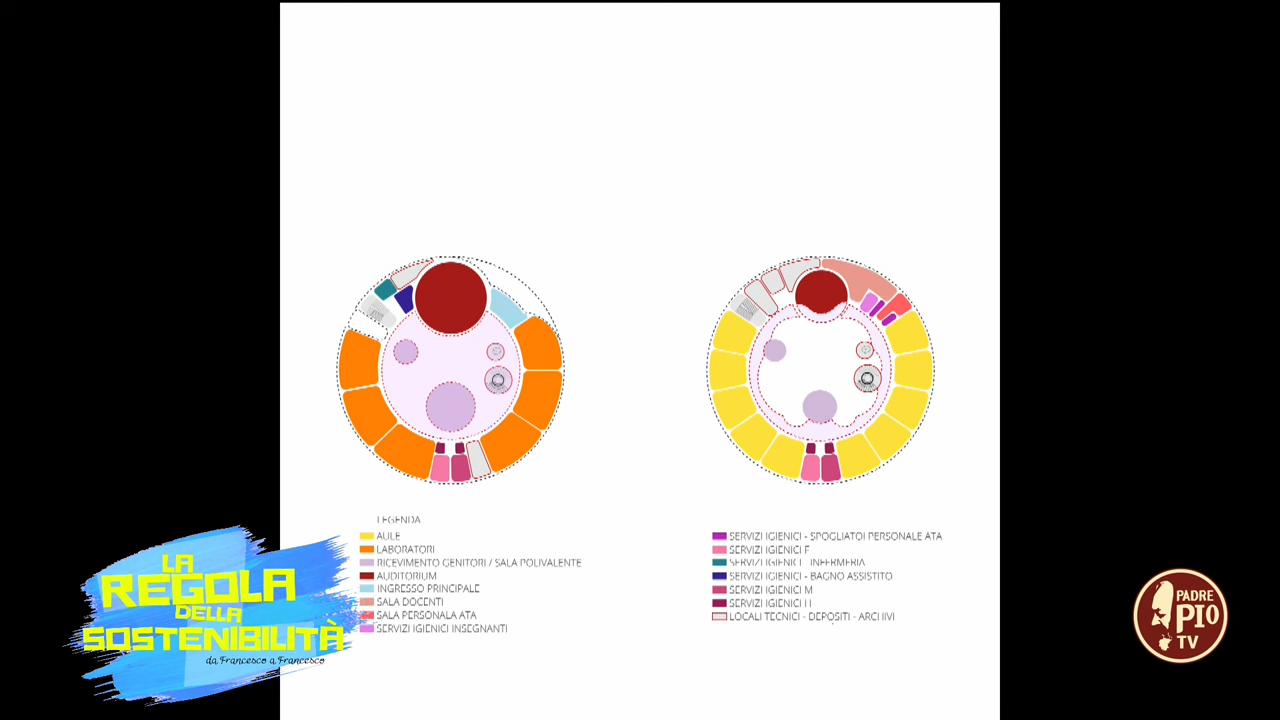 LEGENDA
AULE
LABORATORI
RICEVIMENTO GENITORI / SALA POLIVALENTE
AUDITORIUM
INGRESSO PRINCIPALE
SALA DOCENTI
SALA PERSONALA ATA
SERVIZI IGIENICI INSEGNANTI
SERVIZI IGIENICI - SPOGLIATOI PERSONALE ATA
SERVIZI IGIENICI F
SERVIZI IGIENICI - INFERMERIA
SERVIZI IGIENICI - BAGNO ASSISTITO
SERVIZI IGIENICI M
SERVIZI IGIENICI H
LOCALI TECNICI - DEPOSITI - ARCHIVI
LA
REGOLA
DELLA
SOSTENIBILITÀ
da Francesco a Francesco
PADRE
PIO
TV